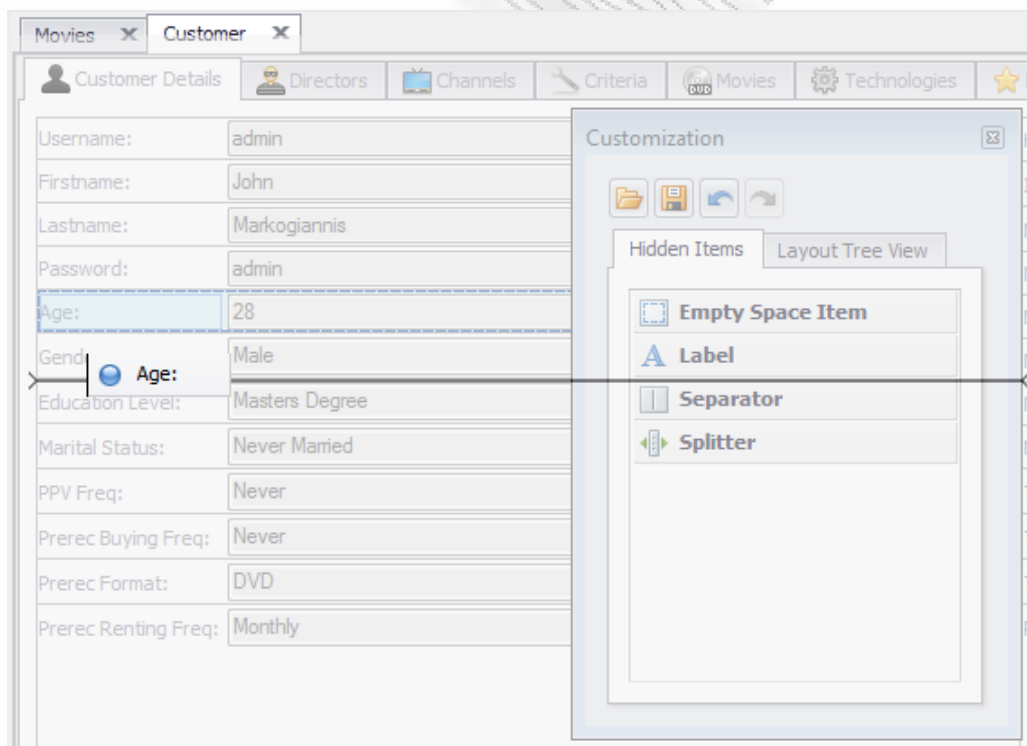 Movies Customer
Customer Details Directors Channels Criteria Movies Technologies
Username: admin
Firstname: John
Lastname: Markogiannis
Password: admin
Age: 28
Gend Male
Age:
Education Level: Masters Degree
Marital Status: Never Married
PPV Freq: Never
Prerec Buying Freq: Never
Prerec Format: DVD
Prerec Renting Freq: Monthly
Customization
Hidden Items Layout Tree View
Empty Space Item
A Label
Separator
Splitter